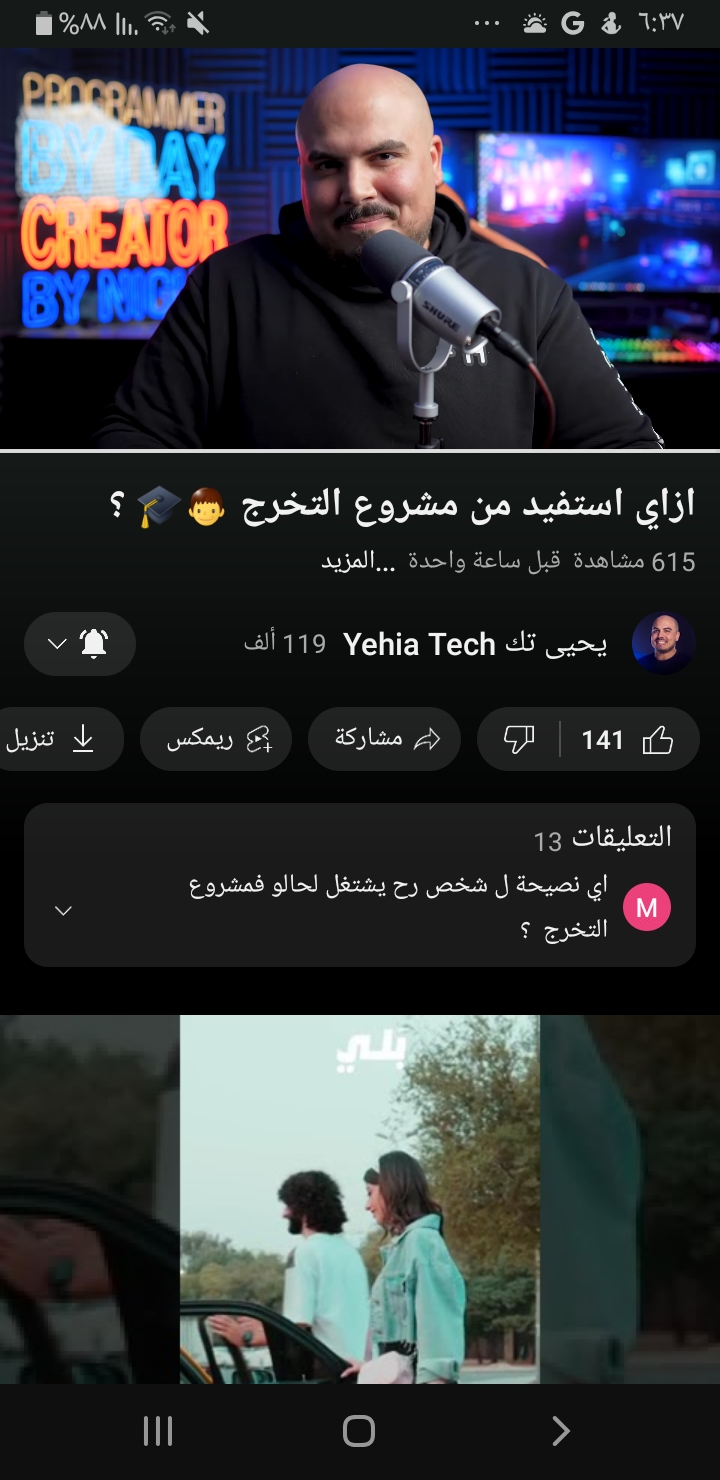 %٨٨
٦:٣٧
PROGRAMMER
BY DAY
CREATOR
BY NIG
SHURE
ازاي استفيد من مشروع التخرج 👨🎓 ؟
615 مشاهدة قبل ساعة واحدة ...المزيد
يحيى تك Yehia Tech 119 ألف
141
مشاركة
ريمكس
تنزيل
التعليقات 13
M
اي نصيحة ل شخص رح يشتغل لحالو فمشروع
التخرج ؟
بلي